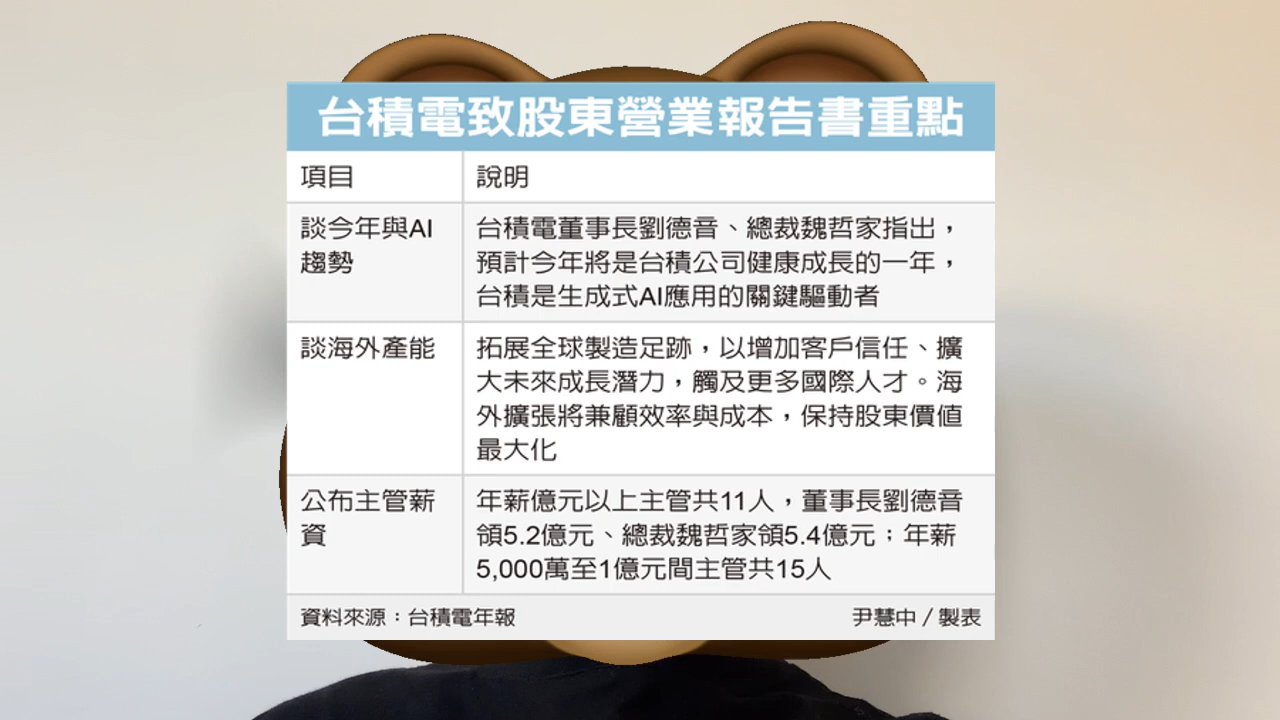 台積電致股東營業報告書重點
項目
說明
談今年與AI
趨勢
台積電董事長劉德音、總裁魏哲家指出，
預計今年將是台積公司健康成長的一年，
台積是生成式AI應用的關鍵驅動者
談海外產能
拓展全球製造足跡，以增加客戶信任、擴
大未來成長潛力，觸及更多國際人才。海
外擴張將兼顧效率與成本，保持股東價值
最大化
公布主管薪
資
年薪億元以上主管共11人，董事長劉德音
領5.2億元、總裁魏哲家領5.4億元；年薪
5,000萬至1億元間主管共15人
資料來源：台積電年報
尹慧中／製表